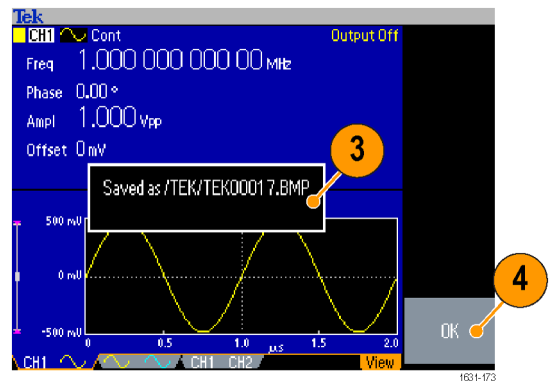 Tek
CH1 Cont Output Off
Freq 1.000 000 000 00 MHz
Phase 0.00 °
Ampl 1.000 Vpp
Offset 0 mV
3
Saved as /TEK/TEK00017.BMP
500 mV
0 mV
4
OK
-500 mV
0 0.5 1.0 µs 1.5 2.0
CH1 CH1 CH2 View
1631-173